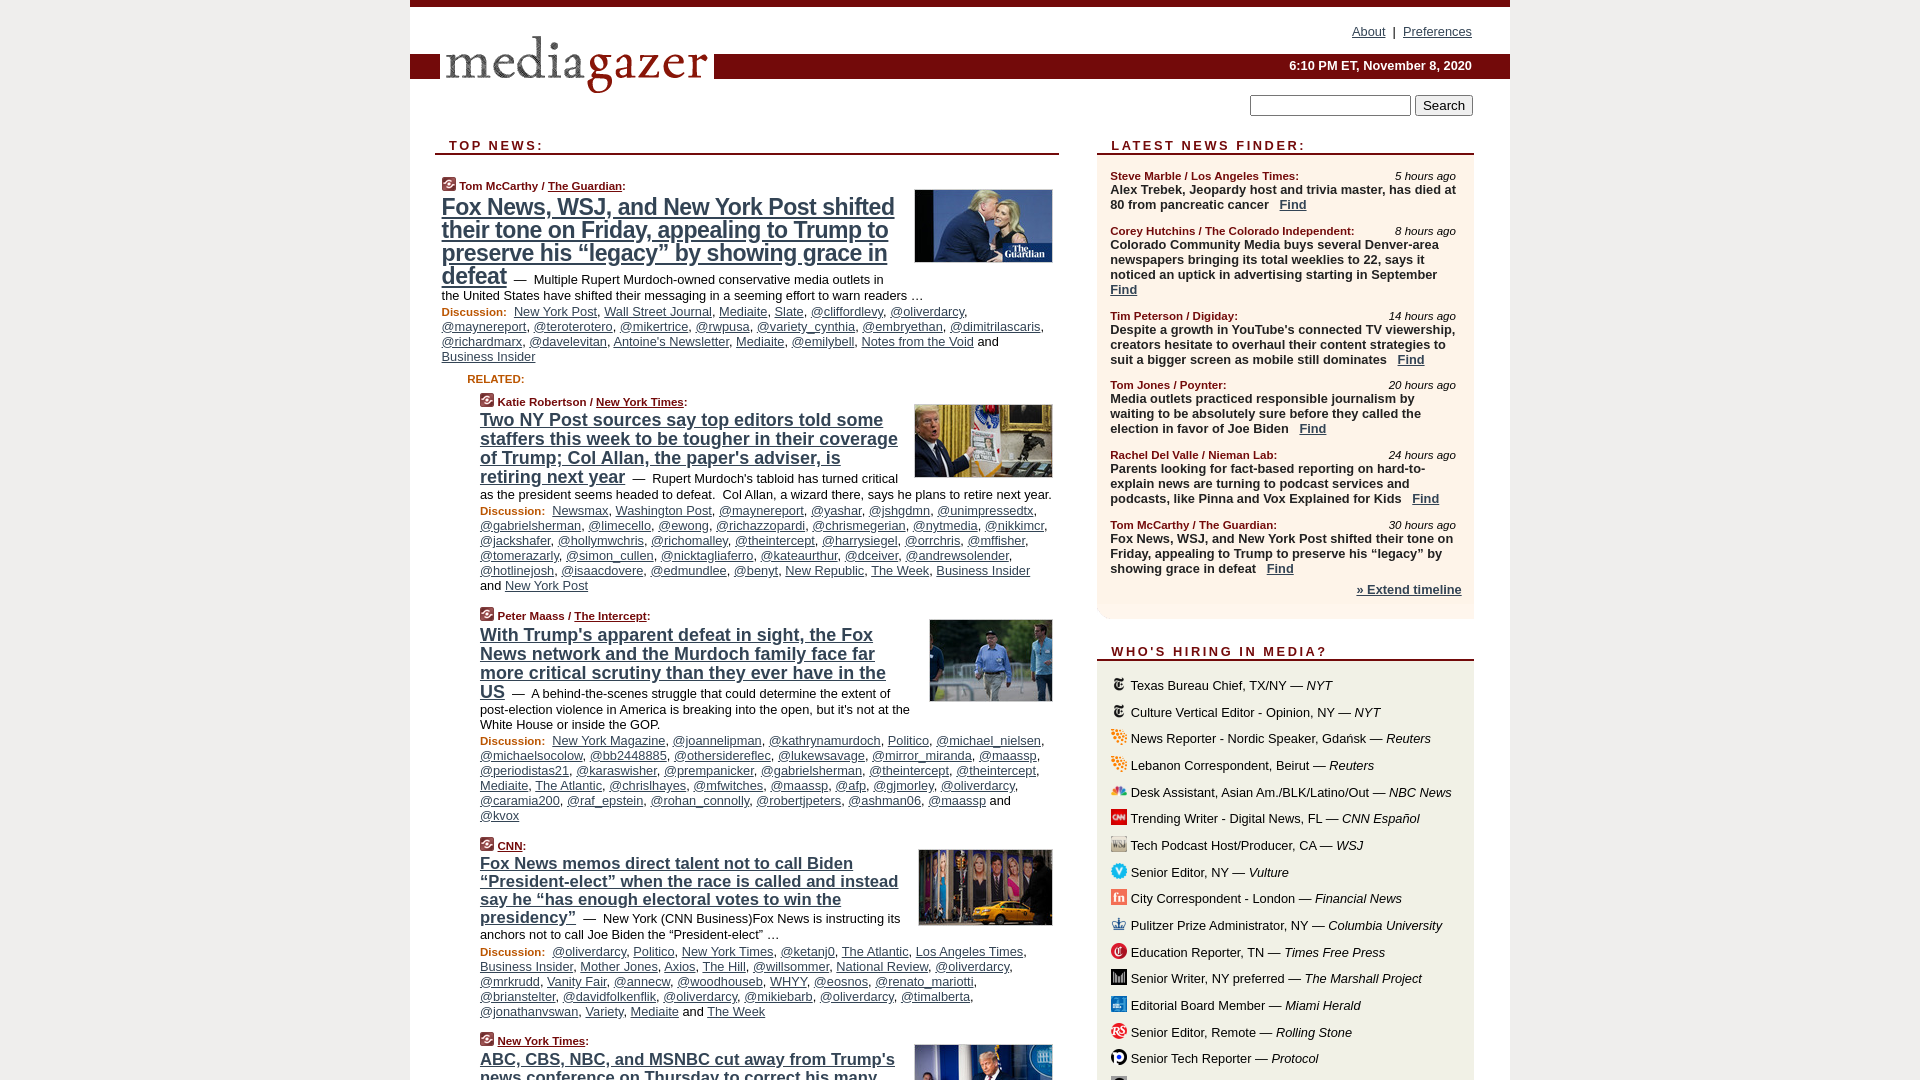 About | Preferences
mediagazer
6:10 PM ET, November 8, 2020
Search
TOP NEWS:
Tom McCarthy / The Guardian:
Fox News, WSJ, and New York Post shifted
their tone on Friday, appealing to Trump to
preserve his “legacy” by showing grace in
defeat — Multiple Rupert Murdoch-owned conservative media outlets in
the United States have shifted their messaging in a seeming effort to warn readers …
The Guardian
Discussion: New York Post, Wall Street Journal, Mediaite, Slate, @cliffordlevy, @oliverdarcy,
@maynereport, @teroterotero, @mikertrice, @rwpusa, @variety_cynthia, @embryethan, @dimitrilascaris,
@richardmarx, @davelevitan, Antoine's Newsletter, Mediaite, @emilybell, Notes from the Void and
Business Insider
RELATED:
Katie Robertson / New York Times:
Two NY Post sources say top editors told some
staffers this week to be tougher in their coverage
of Trump; Col Allan, the paper's adviser, is
retiring next year — Rupert Murdoch's tabloid has turned critical
as the president seems headed to defeat. Col Allan, a wizard there, says he plans to retire next year.
Discussion: Newsmax, Washington Post, @maynereport, @yashar, @jshgdmn, @unimpressedtx,
@gabrielsherman, @limecello, @ewong, @richazzopardi, @chrismegerian, @nytmedia, @nikkimcr,
@jackshafer, @hollymwchris, @richomalley, @theintercept, @harrysiegel, @orrchris, @mffisher,
@tomerazarly, @simon_cullen, @nicktagliaferro, @kateaurthur, @dceiver, @andrewsolender,
@hotlinejosh, @isaacdovere, @edmundlee, @benyt, New Republic, The Week, Business Insider
and New York Post
Peter Maass / The Intercept:
With Trump's apparent defeat in sight, the Fox
News network and the Murdoch family face far
more critical scrutiny than they ever have in the
US — A behind-the-scenes struggle that could determine the extent of
post-election violence in America is breaking into the open, but it's not at the
White House or inside the GOP.
Discussion: New York Magazine, @joannelipman, @kathrynamurdoch, Politico, @michael_nielsen,
@michaelsocolow, @bb2448885, @othersidereflec, @lukewsavage, @mirror_miranda, @maassp,
@periodistas21, @karaswisher, @prempanicker, @gabrielsherman, @theintercept, @theintercept,
Mediaite, The Atlantic, @chrislhayes, @mfwitches, @maassp, @afp, @gjmorley, @oliverdarcy,
@caramia200, @raf_epstein, @rohan_connolly, @robertjpeters, @ashman06, @maassp and
@kvox
CNN:
Fox News memos direct talent not to call Biden
“President-elect” when the race is called and instead
say he “has enough electoral votes to win the
presidency” — New York (CNN Business)Fox News is instructing its
anchors not to call Joe Biden the “President-elect” …
Discussion: @oliverdarcy, Politico, New York Times, @ketanj0, The Atlantic, Los Angeles Times,
Business Insider, Mother Jones, Axios, The Hill, @willsommer, National Review, @oliverdarcy,
@mrkrudd, Vanity Fair, @annecw, @woodhouseb, WHYY, @eosnos, @renato_mariotti,
@brianstelter, @davidfolkenflik, @oliverdarcy, @mikiebarb, @oliverdarcy, @timalberta,
@jonathanvswan, Variety, Mediaite and The Week
New York Times:
ABC, CBS, NBC, and MSNBC cut away from Trump's
news conference on Thursday to correct his many
LATEST NEWS FINDER:
Steve Marble / Los Angeles Times: 5 hours ago
Alex Trebek, Jeopardy host and trivia master, has died at
80 from pancreatic cancer Find
Corey Hutchins / The Colorado Independent: 8 hours ago
Colorado Community Media buys several Denver-area
newspapers bringing its total weeklies to 22, says it
noticed an uptick in advertising starting in September
Find
Tim Peterson / Digiday: 14 hours ago
Despite a growth in YouTube's connected TV viewership,
creators hesitate to overhaul their content strategies to
suit a bigger screen as mobile still dominates Find
Tom Jones / Poynter: 20 hours ago
Media outlets practiced responsible journalism by
waiting to be absolutely sure before they called the
election in favor of Joe Biden Find
Rachel Del Valle / Nieman Lab: 24 hours ago
Parents looking for fact-based reporting on hard-to-
explain news are turning to podcast services and
podcasts, like Pinna and Vox Explained for Kids Find
Tom McCarthy / The Guardian: 30 hours ago
Fox News, WSJ, and New York Post shifted their tone on
Friday, appealing to Trump to preserve his “legacy” by
showing grace in defeat Find
» Extend timeline
WHO'S HIRING IN MEDIA?
Texas Bureau Chief, TX/NY — NYT
Culture Vertical Editor - Opinion, NY — NYT
News Reporter - Nordic Speaker, Gdańsk — Reuters
Lebanon Correspondent, Beirut — Reuters
Desk Assistant, Asian Am./BLK/Latino/Out — NBC News
Trending Writer - Digital News, FL — CNN Español
Tech Podcast Host/Producer, CA — WSJ
Senior Editor, NY — Vulture
City Correspondent - London — Financial News
Pulitzer Prize Administrator, NY — Columbia University
Education Reporter, TN — Times Free Press
Senior Writer, NY preferred — The Marshall Project
Editorial Board Member — Miami Herald
Senior Editor, Remote — Rolling Stone
Senior Tech Reporter — Protocol